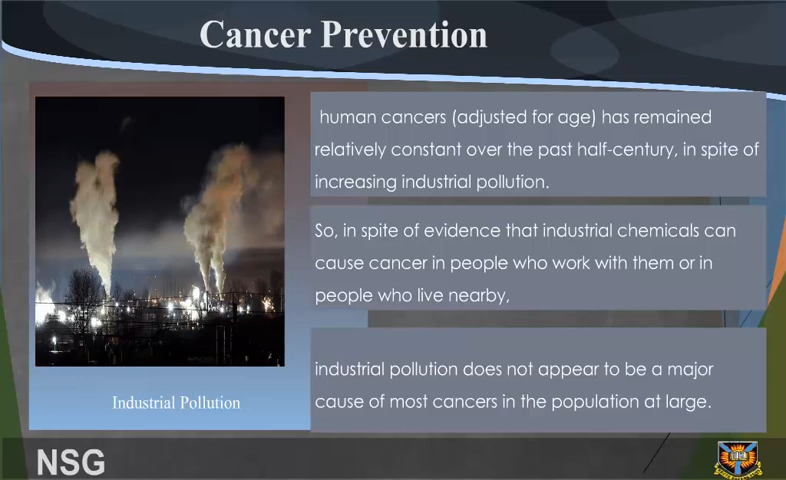 Cancer Prevention
human cancers (adjusted for age) has remained
relatively constant over the past half-century, in spite of
increasing industrial pollution.
So, in spite of evidence that industrial chemicals can
cause cancer in people who work with them or in
people who live nearby,
industrial pollution does not appear to be a major
cause of most cancers in the population at large.
Industrial Pollution
NSG